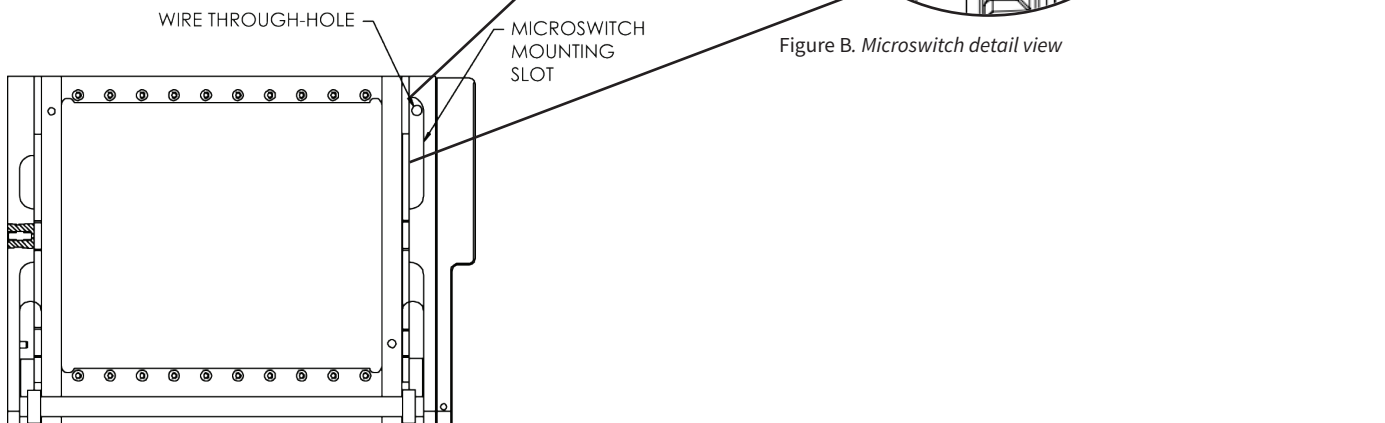 WIRE THROUGH-HOLE
MICROSWITCH
MOUNTING
SLOT
Figure B. Microswitch detail view